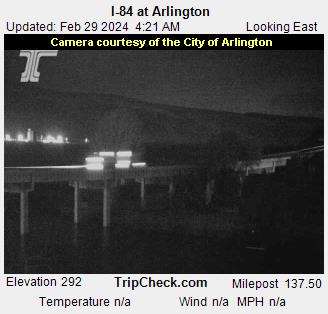 I-84 at Arlington
Updated: Feb 29 2024 4:21 AM Looking East
Camera courtesy of the City of Arlington
Elevation 292 TripCheck.com Milepost 137.50
Temperature n/a Wind n/a MPH n/a